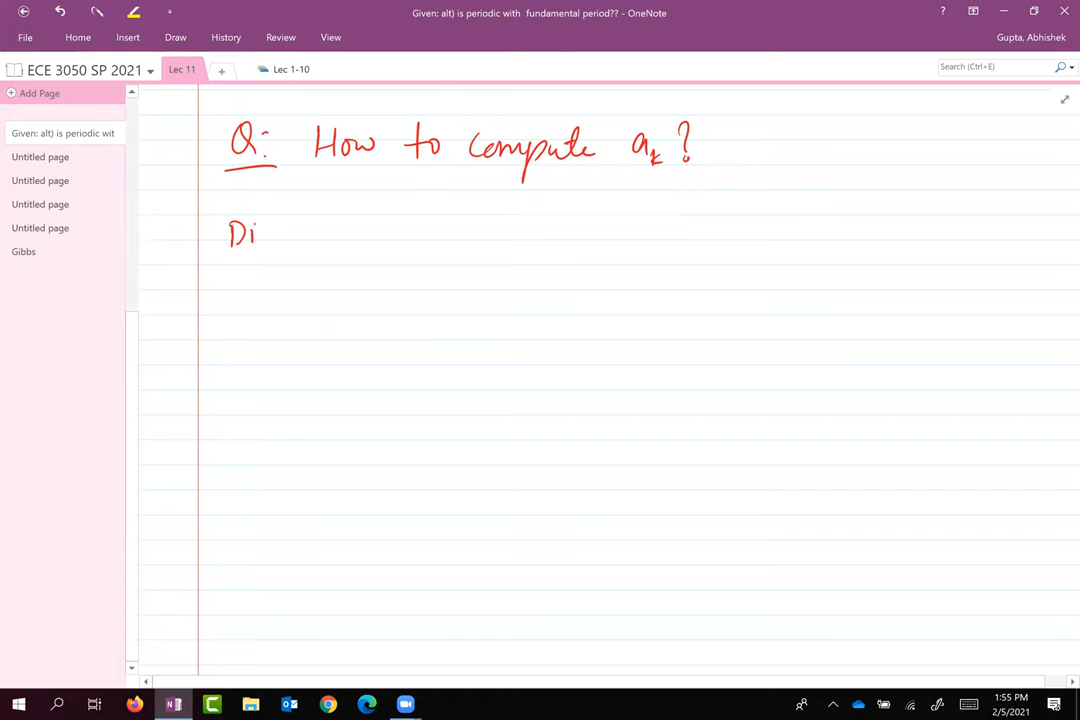 Given: alt) is periodic with fundamental period?? - OneNote
?
File Home Insert Draw History Review View
Gupta, Abhishek
ECE 3050 SP 2021
Lec 11
+
Lec 1-10
Search (Ctrl+E)
Add Page
Given: alt) is periodic wit
Untitled page
Untitled page
Untitled page
Untitled page
Gibbs
Q: How to compute a_k?
Di
1:55 PM
2/5/2021